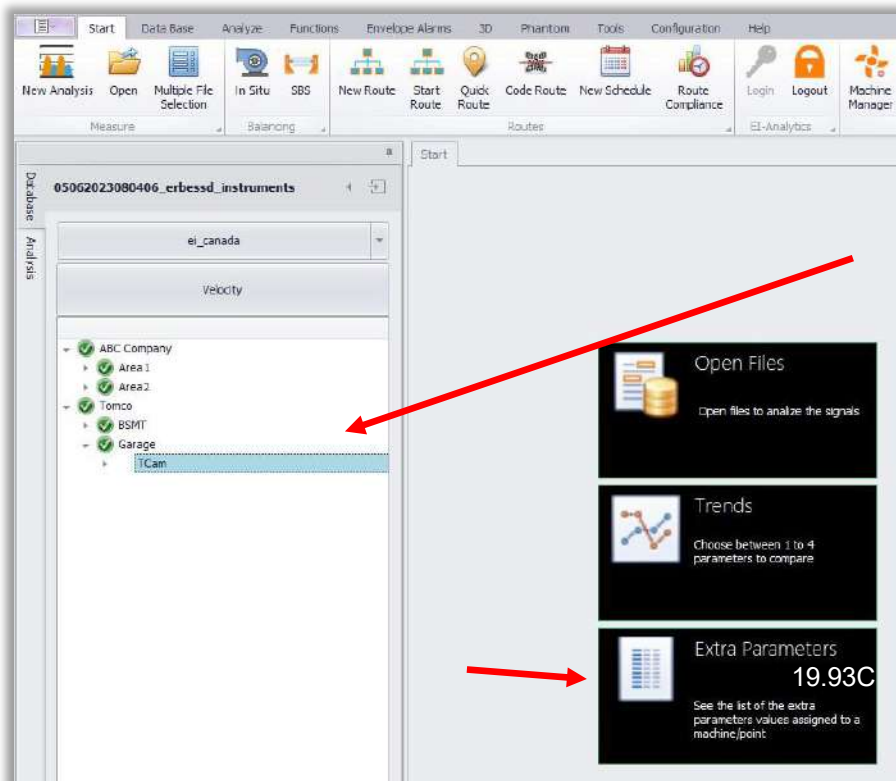 Start Data Base Analyze Functions Envelope Alarms 3D Phantom Tools Configuration Help
New Analysis Open Multiple File Selection In Situ SBS New Route Start Route Quick Route Code Route New Schedule Route Compliance Login Logout Machine Manager
Measure Balancing Routes EI-Analytics
Start
Database
Analysis
05062023080406_erbessd_instruments
ei_canada
Velocity
ABC Company
Area1
Area2
Tomco
BSMT
Garage
TCam
Open Files
Open files to analize the signals
Trends
Choose between 1 to 4
parameters to compare
Extra Parameters
19.93C
See the list of the extra
parameters values assigned to a
machine/point